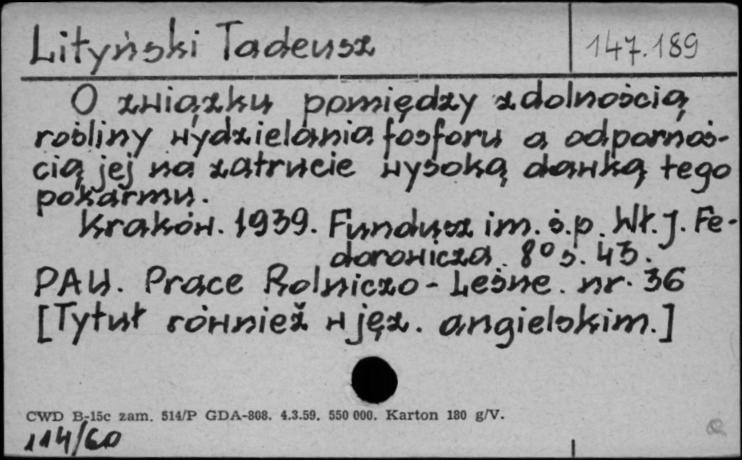 Lityński Tadeusz
147.189
O związku pomiędzy zdolnością
rośliny wydzielania fosforu a odpornoś-
cią jej na zatrucie wysoką dawką tego
pokarmu.
Kraków. 1939. Fundusz im. ś.p. Wł. J. Fe-
dorowicza. 8° s. 43.
PAU. Prace Rolniczo-Leśne. nr. 36
[Tytuł również w jęz. angielskim.]
CWD B-15c zam. 514/P GDA-808. 4.3.59. 550 000. Karton 180 g/V.
114/60